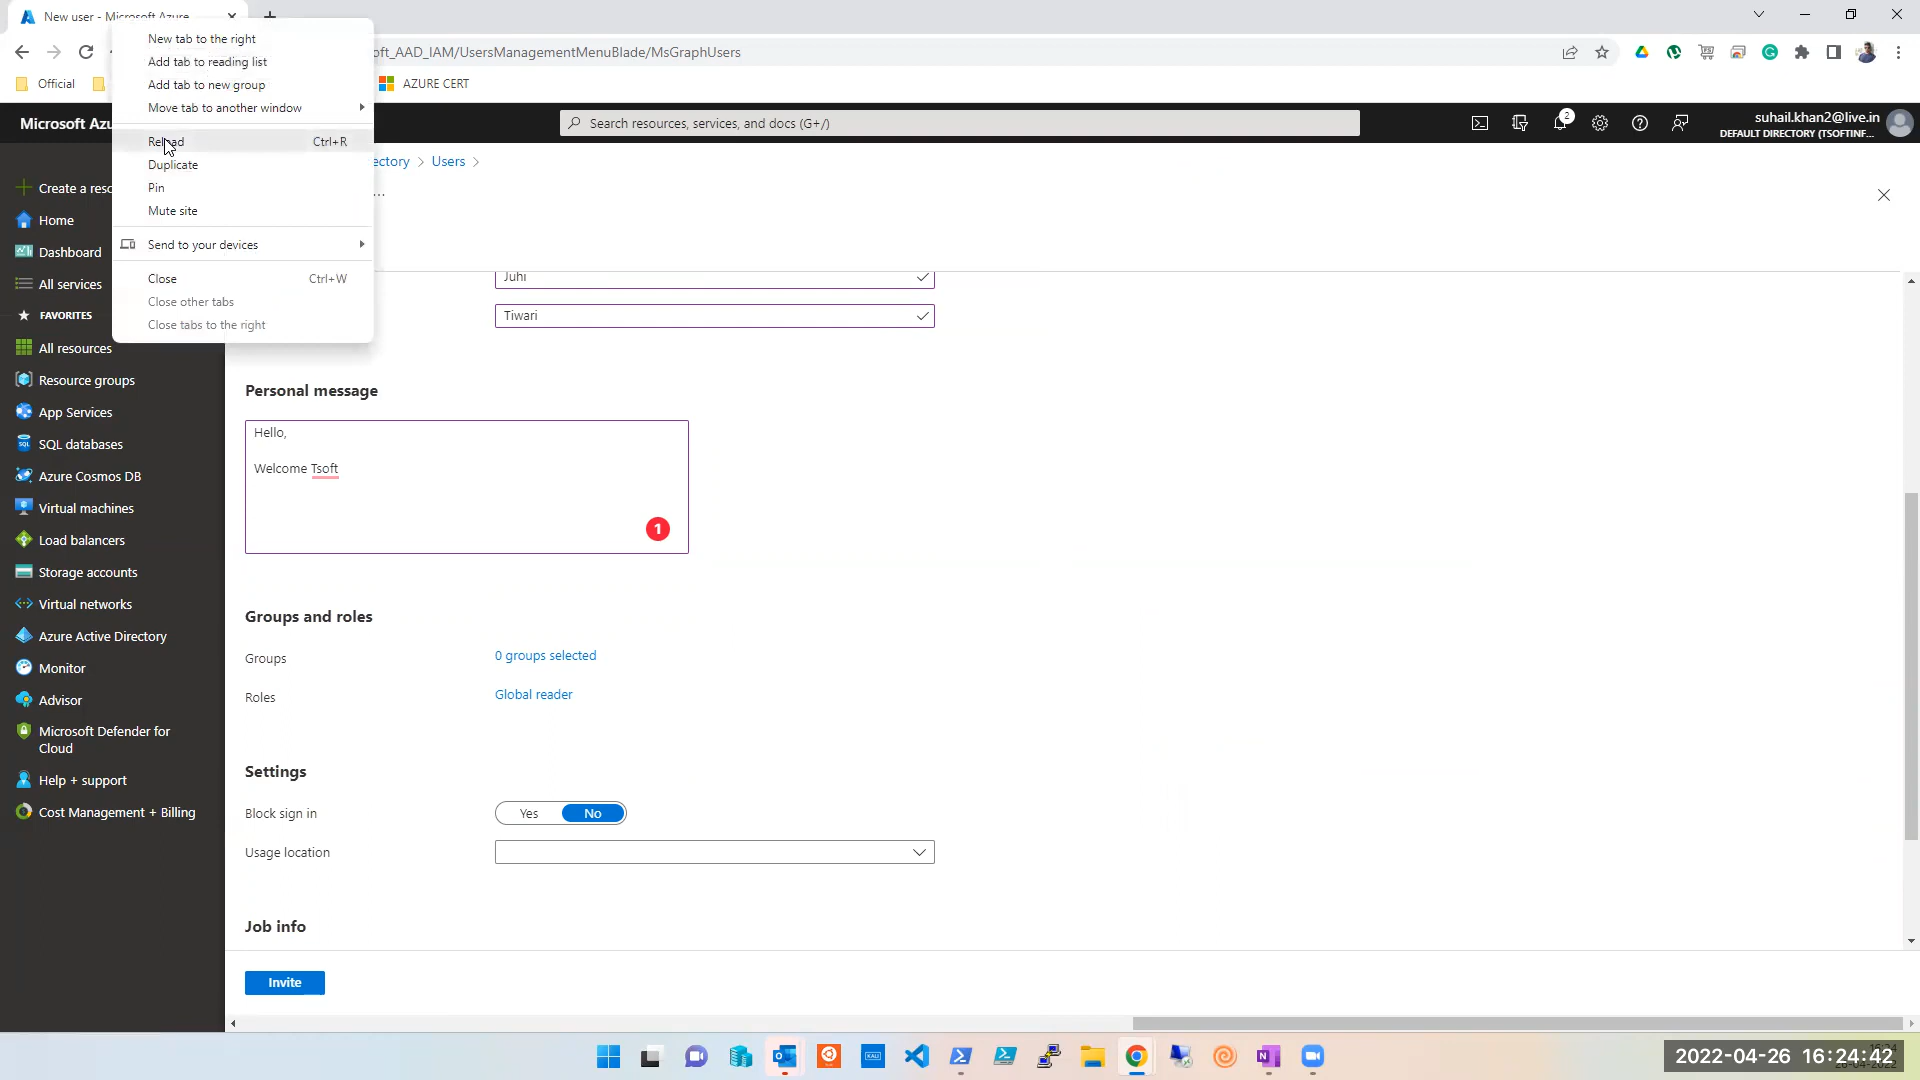 New user - Microsoft Azure
New tab to the right
Add tab to reading list
Add tab to new group
Move tab to another window
Reload Ctrl+R
Duplicate
Pin
Mute site
Send to your devices
Close Ctrl+W
Close other tabs
Close tabs to the right
oft_AAD_IAM/UsersManagementMenuBlade/MsGraphUsers
Official
AZURE CERT
Microsoft Azu
Search resources, services, and docs (G+/)
2
suhail.khan2@live.in
DEFAULT DIRECTORY (TSOFTINF...
ectory > Users >
...
Create a reso
Home
Dashboard
All services
FAVORITES
All resources
Resource groups
App Services
SQL databases
Azure Cosmos DB
Virtual machines
Load balancers
Storage accounts
Virtual networks
Azure Active Directory
Monitor
Advisor
Microsoft Defender for
Cloud
Help + support
Cost Management + Billing
Juhi
Tiwari
Personal message
Hello,
Welcome Tsoft
1
Groups and roles
Groups 0 groups selected
Roles Global reader
Settings
Block sign in Yes No
Usage location
Job info
Invite
2022-04-26 16:24:42